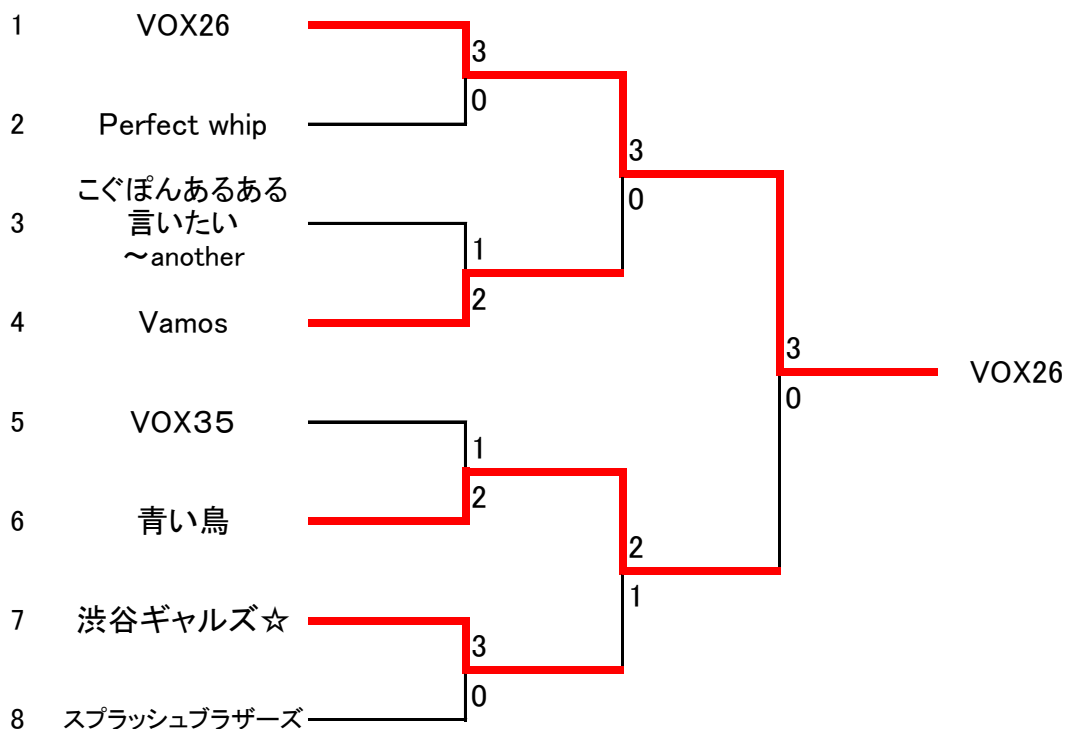 1 VOX26
3
0
2 Perfect whip
3
0
こぐぽんあるある
3 言いたい
～another
1
2
4 Vamos
3
0
VOX26
5 VOX３５
1
2
6 青い鳥
2
1
7 渋谷ギャルズ☆
3
0
8 スプラッシュブラザーズ